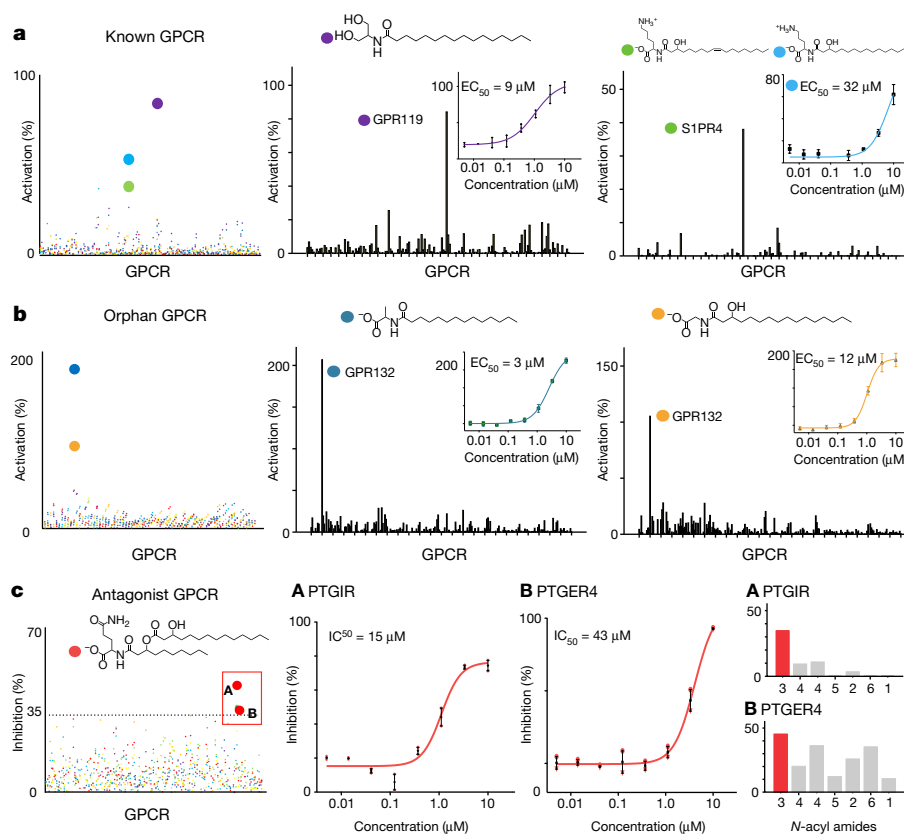 a
Known GPCR
100
0
Activation (%)
GPCR
HO
HO
O
N
H
100
0
Activation (%)
GPR119
GPCR
EC50 = 9 μM
100
0
0.01 0.1 1.0 10
Concentration (μM)
NH3+
−O
O
OH
O
N
H
+H3N
−O
O
OH
O
N
H
50
0
Activation (%)
S1PR4
GPCR
80
EC50 = 32 μM
0
0.01 0.1 1.0 10
Concentration (μM)
b
Orphan GPCR
200
100
0
Activation (%)
GPCR
−O
O
O
N
H
200
0
Activation (%)
GPR132
GPCR
200
EC50 = 3 μM
0
0.01 0.1 1.0 10
Concentration (μM)
−O
O
O
OH
N
H
150
0
Activation (%)
GPR132
GPCR
200
EC50 = 12 μM
0
0.01 0.1 1.0 10
Concentration (μM)
c
Antagonist GPCR
70
35
0
Inhibition (%)
GPCR
O
NH2
−O
O
N
H
O
O
O
OH
A
B
A PTGIR
100
0
Inhibition (%)
IC50 = 15 μM
0.01 0.1 1.0 10
Concentration (μM)
B PTGER4
100
0
Inhibition (%)
IC50 = 43 μM
0.01 0.1 1.0 10
Concentration (μM)
A
PTGIR
50
0
3 4 4 5 2 6 1
B
PTGER4
50
0
3 4 4 5 2 6 1
N-acyl amides